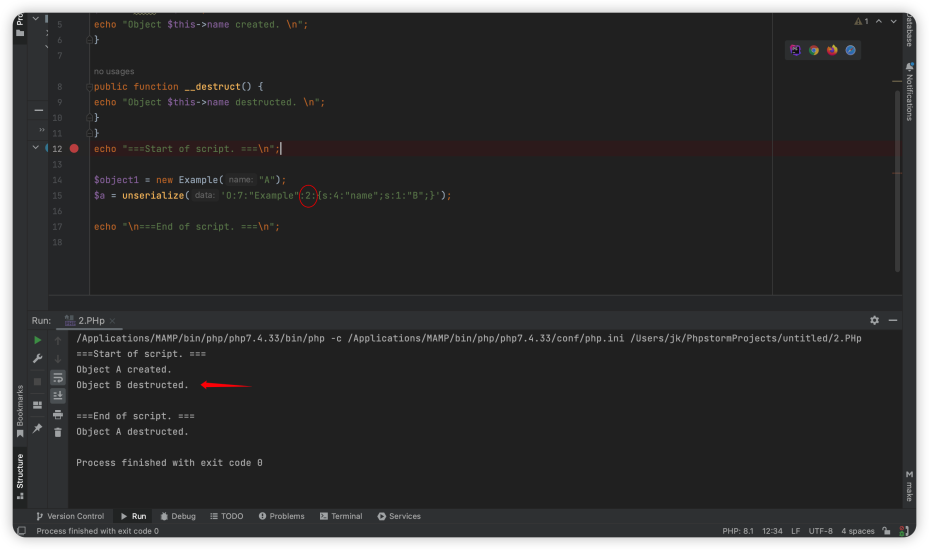 Pro
Database
Notifications
1
5 echo "Object $this->name created. \n";
6 }
7
no usages
8 public function __destruct() {
9 echo "Object $this->name destructed. \n";
10 }
11 }
12 echo "===Start of script. ===\n";
13
14 $object1 = new Example( name: "A");
15 $a = unserialize( data: 'O:7:"Example":2:{s:4:"name";s:1:"B";}');
16
17 echo "\n===End of script. ===\n";
18
Run: 2.PHp
/Applications/MAMP/bin/php/php7.4.33/bin/php -c /Applications/MAMP/bin/php/php7.4.33/conf/php.ini /Users/jk/PhpstormProjects/untitled/2.PHp
===Start of script. ===
Object A created.
Object B destructed.
===End of script. ===
Object A destructed.
Process finished with exit code 0
Bookmarks
Structure
M make
Version Control Run Debug TODO Problems Terminal Services
Process finished with exit code 0 PHP: 8.1 12:34 LF UTF-8 4 spaces